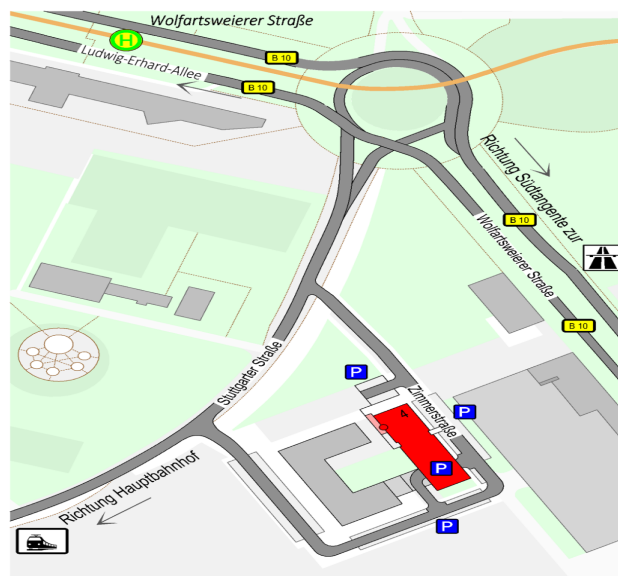 Wolfartsweierer Straße
H
Ludwig-Erhard-Allee
B 10
B 10
Richtung Südtangente zur
B 10
Wolfartsweierer Straße
B 10
Stuttgarter Straße
P
Zimmerstraße
4
P
P
P
Richtung Hauptbahnhof